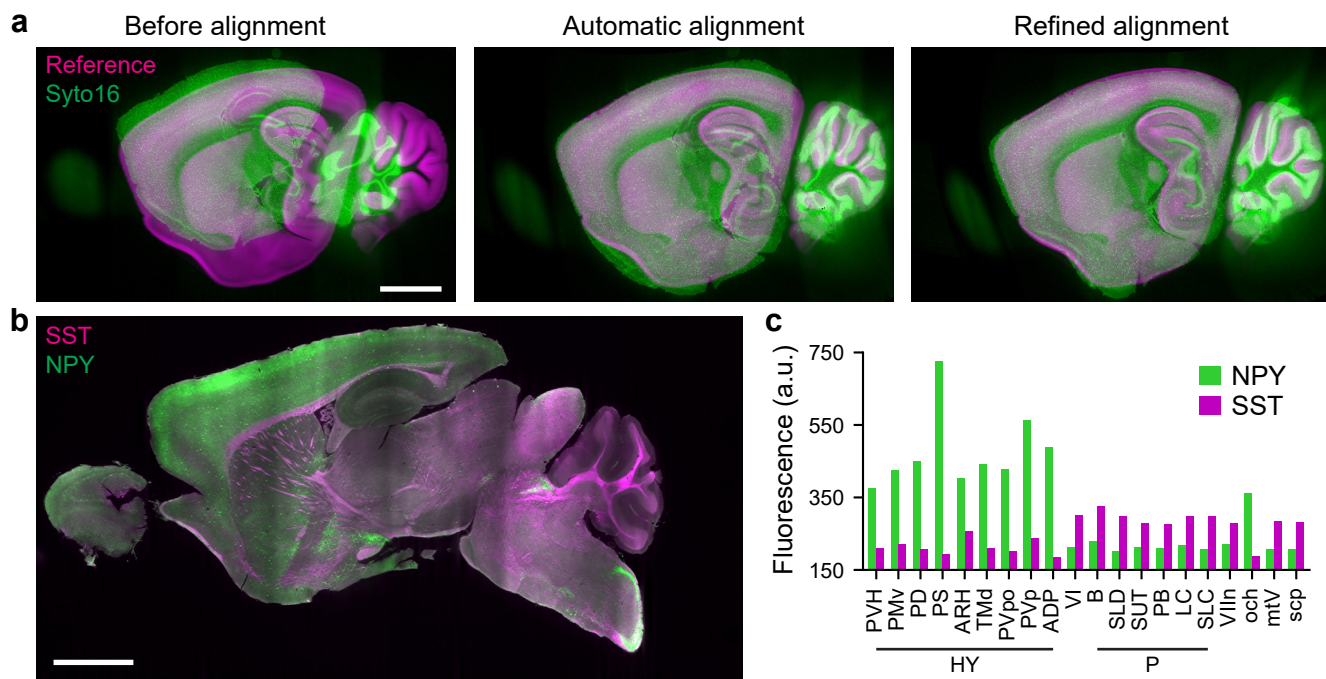 a
Before alignment
Automatic alignment
Refined alignment
Reference
Syto16
b
SST
NPY
c
Fluorescence (a.u.)
750
550
350
150
NPY
SST
PVH
PMv
PD
PS
ARH
TMd
PVpo
PVp
ADP
VI
B
SLD
SUT
PB
LC
SLC
VIIn
och
mtV
scp
HY
P